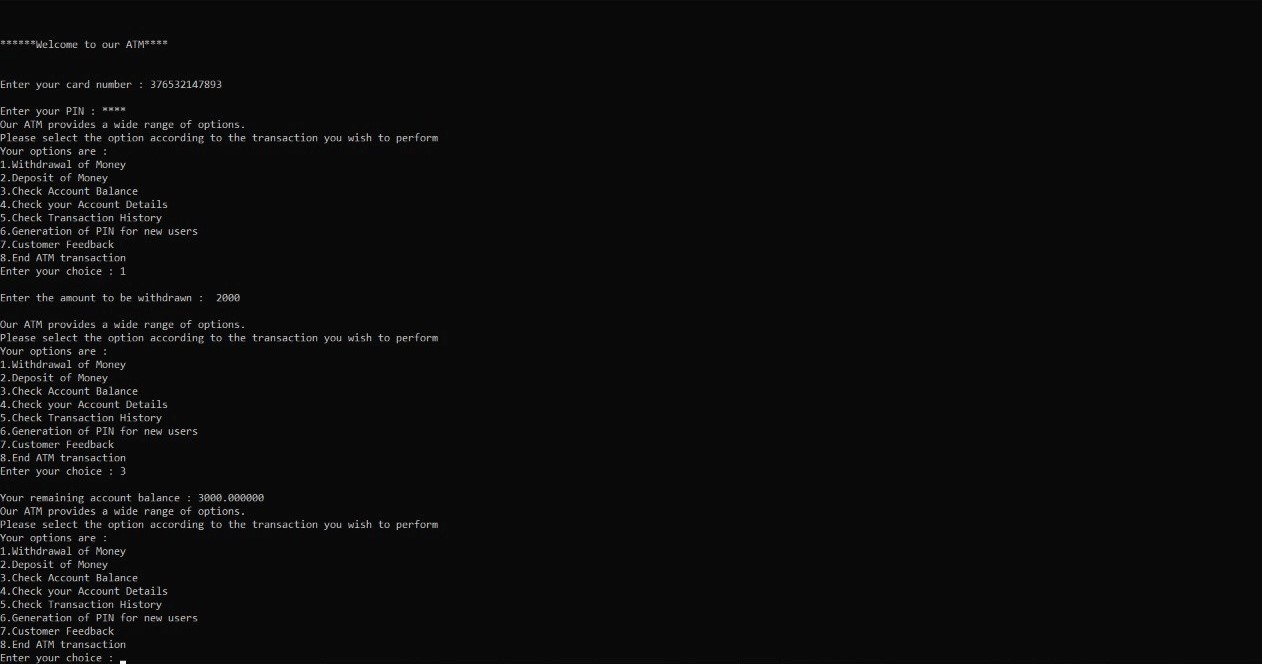 ******Welcome to our ATM****
Enter your card number : 376532147893
Enter your PIN : ****
Our ATM provides a wide range of options.
Please select the option according to the transaction you wish to perform
Your options are :
1.Withdrawal of Money
2.Deposit of Money
3.Check Account Balance
4.Check your Account Details
5.Check Transaction History
6.Generation of PIN for new users
7.Customer Feedback
8.End ATM transaction
Enter your choice : 1
Enter the amount to be withdrawn :  2000
Our ATM provides a wide range of options.
Please select the option according to the transaction you wish to perform
Your options are :
1.Withdrawal of Money
2.Deposit of Money
3.Check Account Balance
4.Check your Account Details
5.Check Transaction History
6.Generation of PIN for new users
7.Customer Feedback
8.End ATM transaction
Enter your choice : 3
Your remaining account balance : 3000.000000
Our ATM provides a wide range of options.
Please select the option according to the transaction you wish to perform
Your options are :
1.Withdrawal of Money
2.Deposit of Money
3.Check Account Balance
4.Check your Account Details
5.Check Transaction History
6.Generation of PIN for new users
7.Customer Feedback
8.End ATM transaction
Enter your choice :